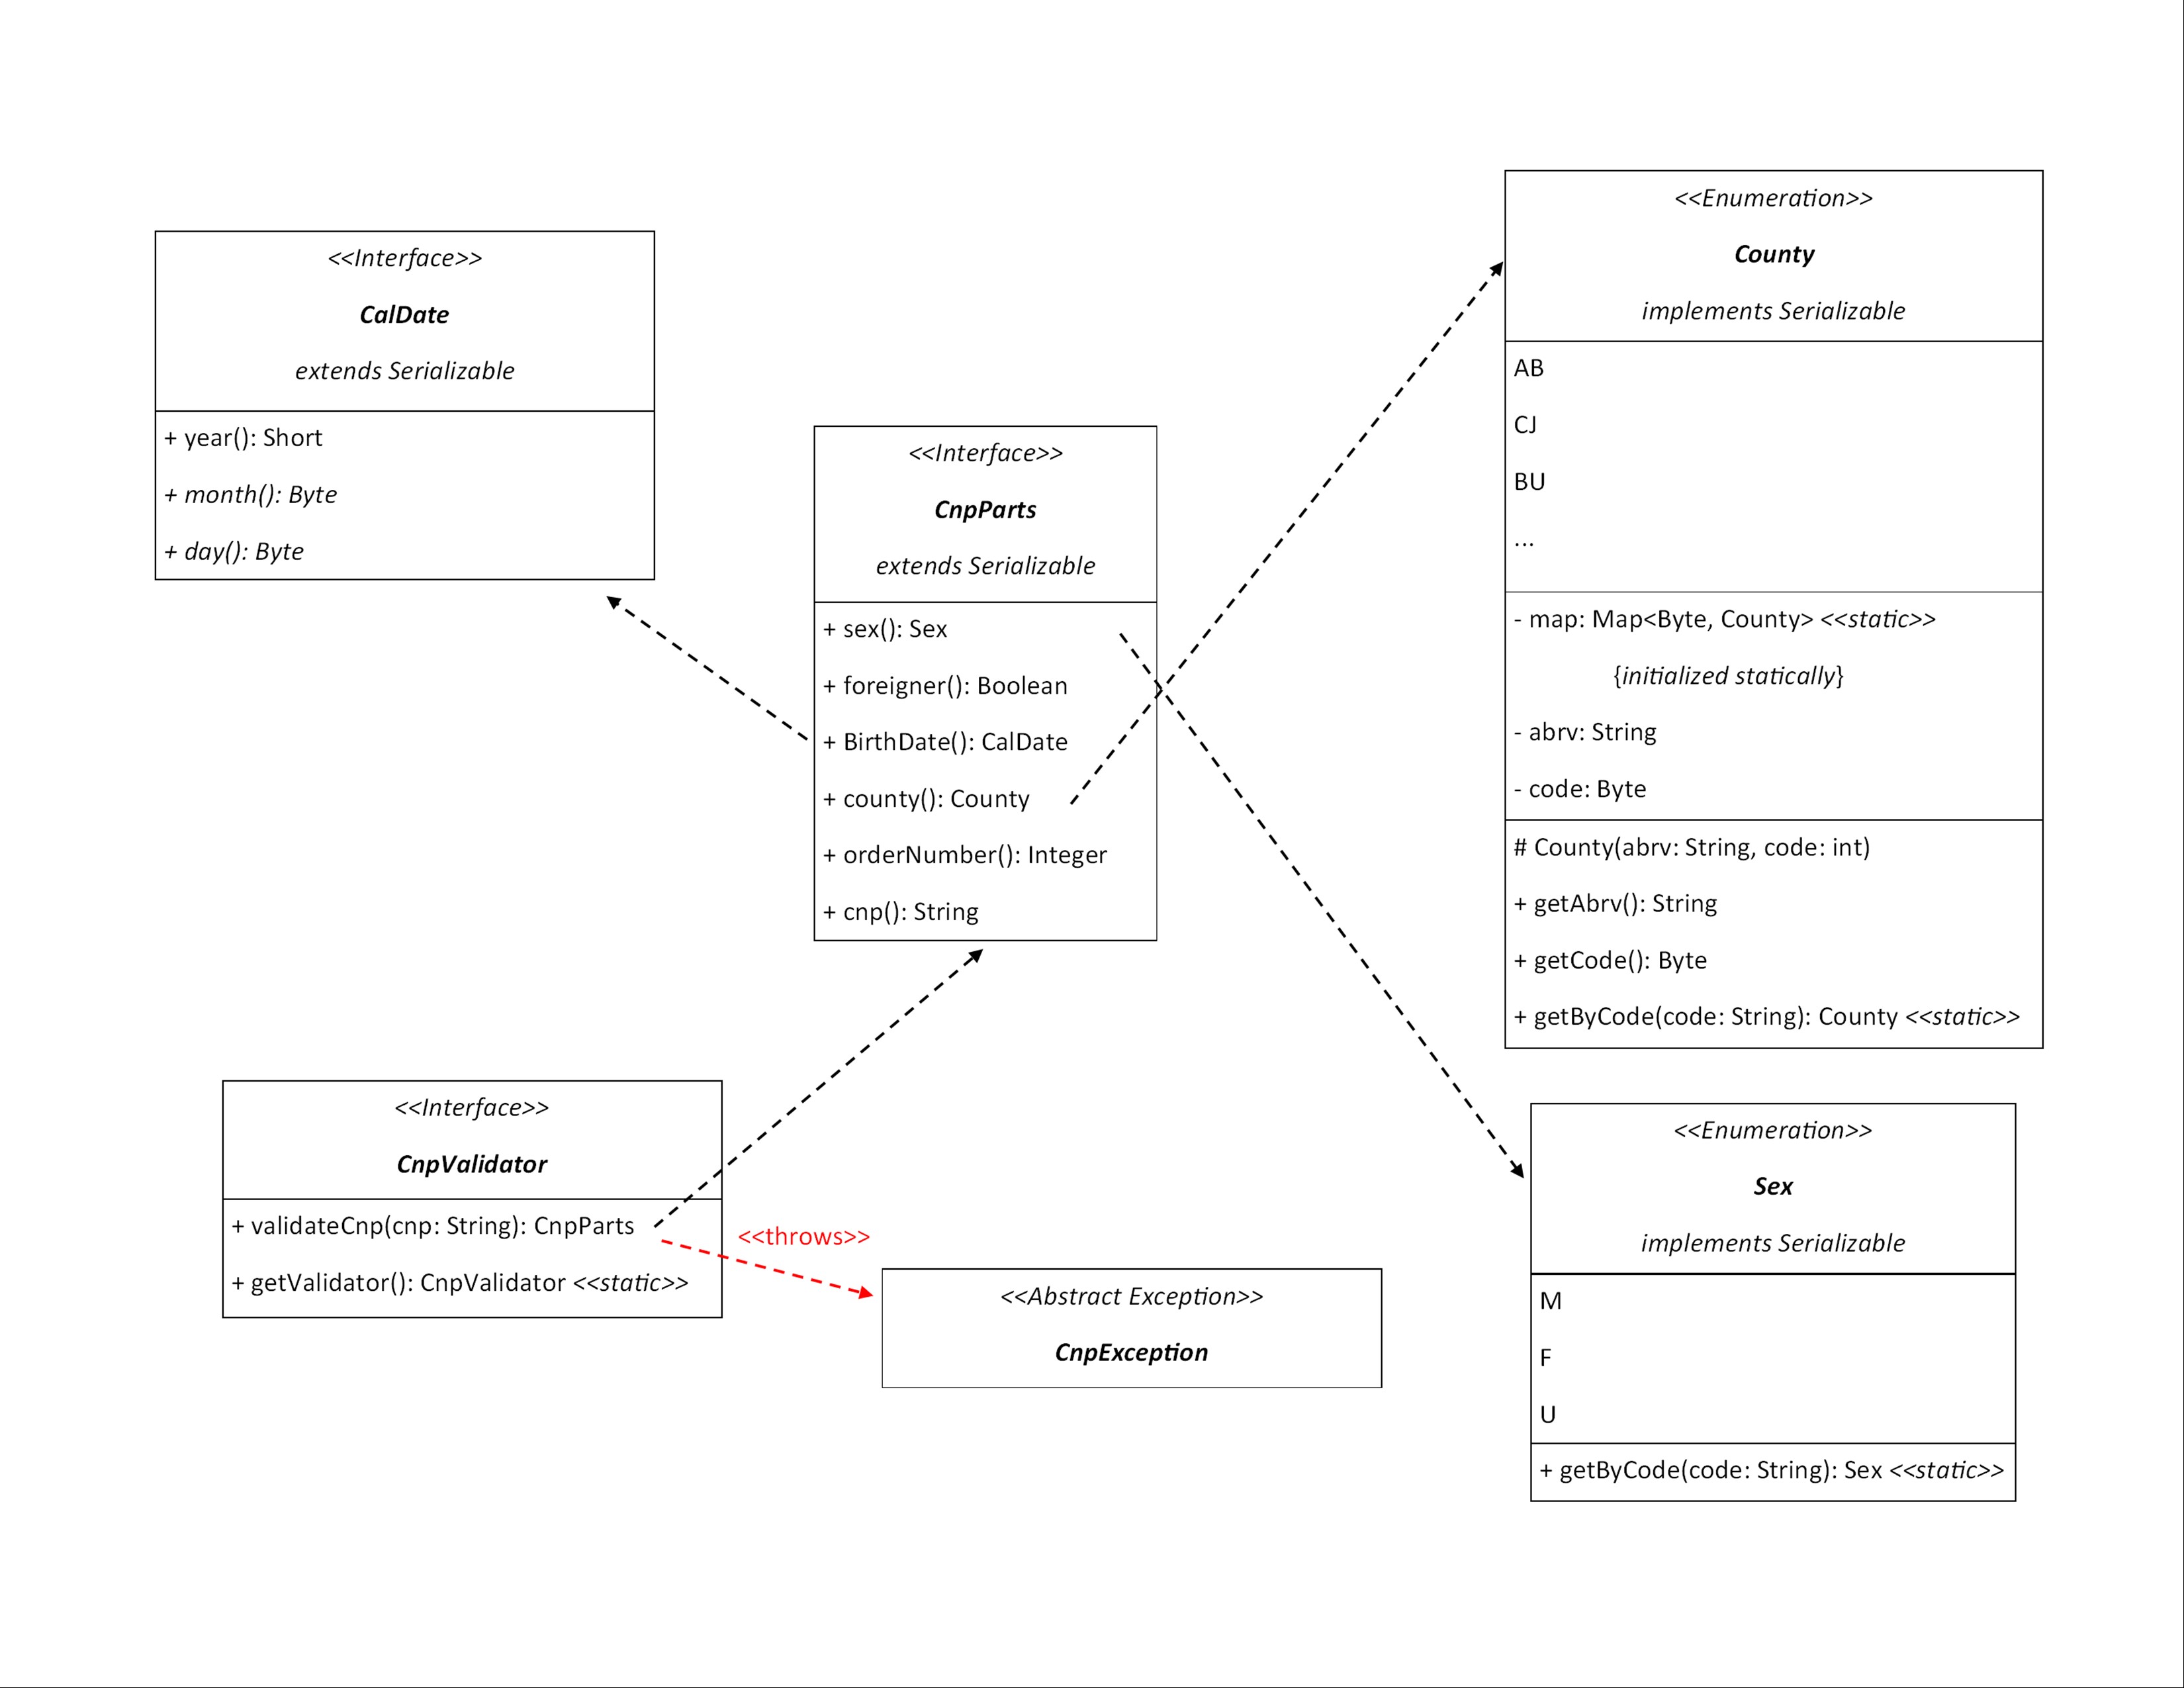 <<Interface>>
CalDate
extends Serializable
+ year(): Short
+ month(): Byte
+ day(): Byte
<<Interface>>
CnpParts
extends Serializable
+ sex(): Sex
+ foreigner(): Boolean
+ BirthDate(): CalDate
+ county(): County
+ orderNumber(): Integer
+ cnp(): String
<<Enumeration>>
County
implements Serializable
AB
CJ
BU
...
- map: Map<Byte, County> <<static>>
{initialized statically}
- abrv: String
- code: Byte
# County(abrv: String, code: int)
+ getAbrv(): String
+ getCode(): Byte
+ getByCode(code: String): County <<static>>
<<Interface>>
CnpValidator
+ validateCnp(cnp: String): CnpParts
+ getValidator(): CnpValidator <<static>>
<<throws>>
<<Abstract Exception>>
CnpException
<<Enumeration>>
Sex
implements Serializable
M
F
U
+ getByCode(code: String): Sex <<static>>